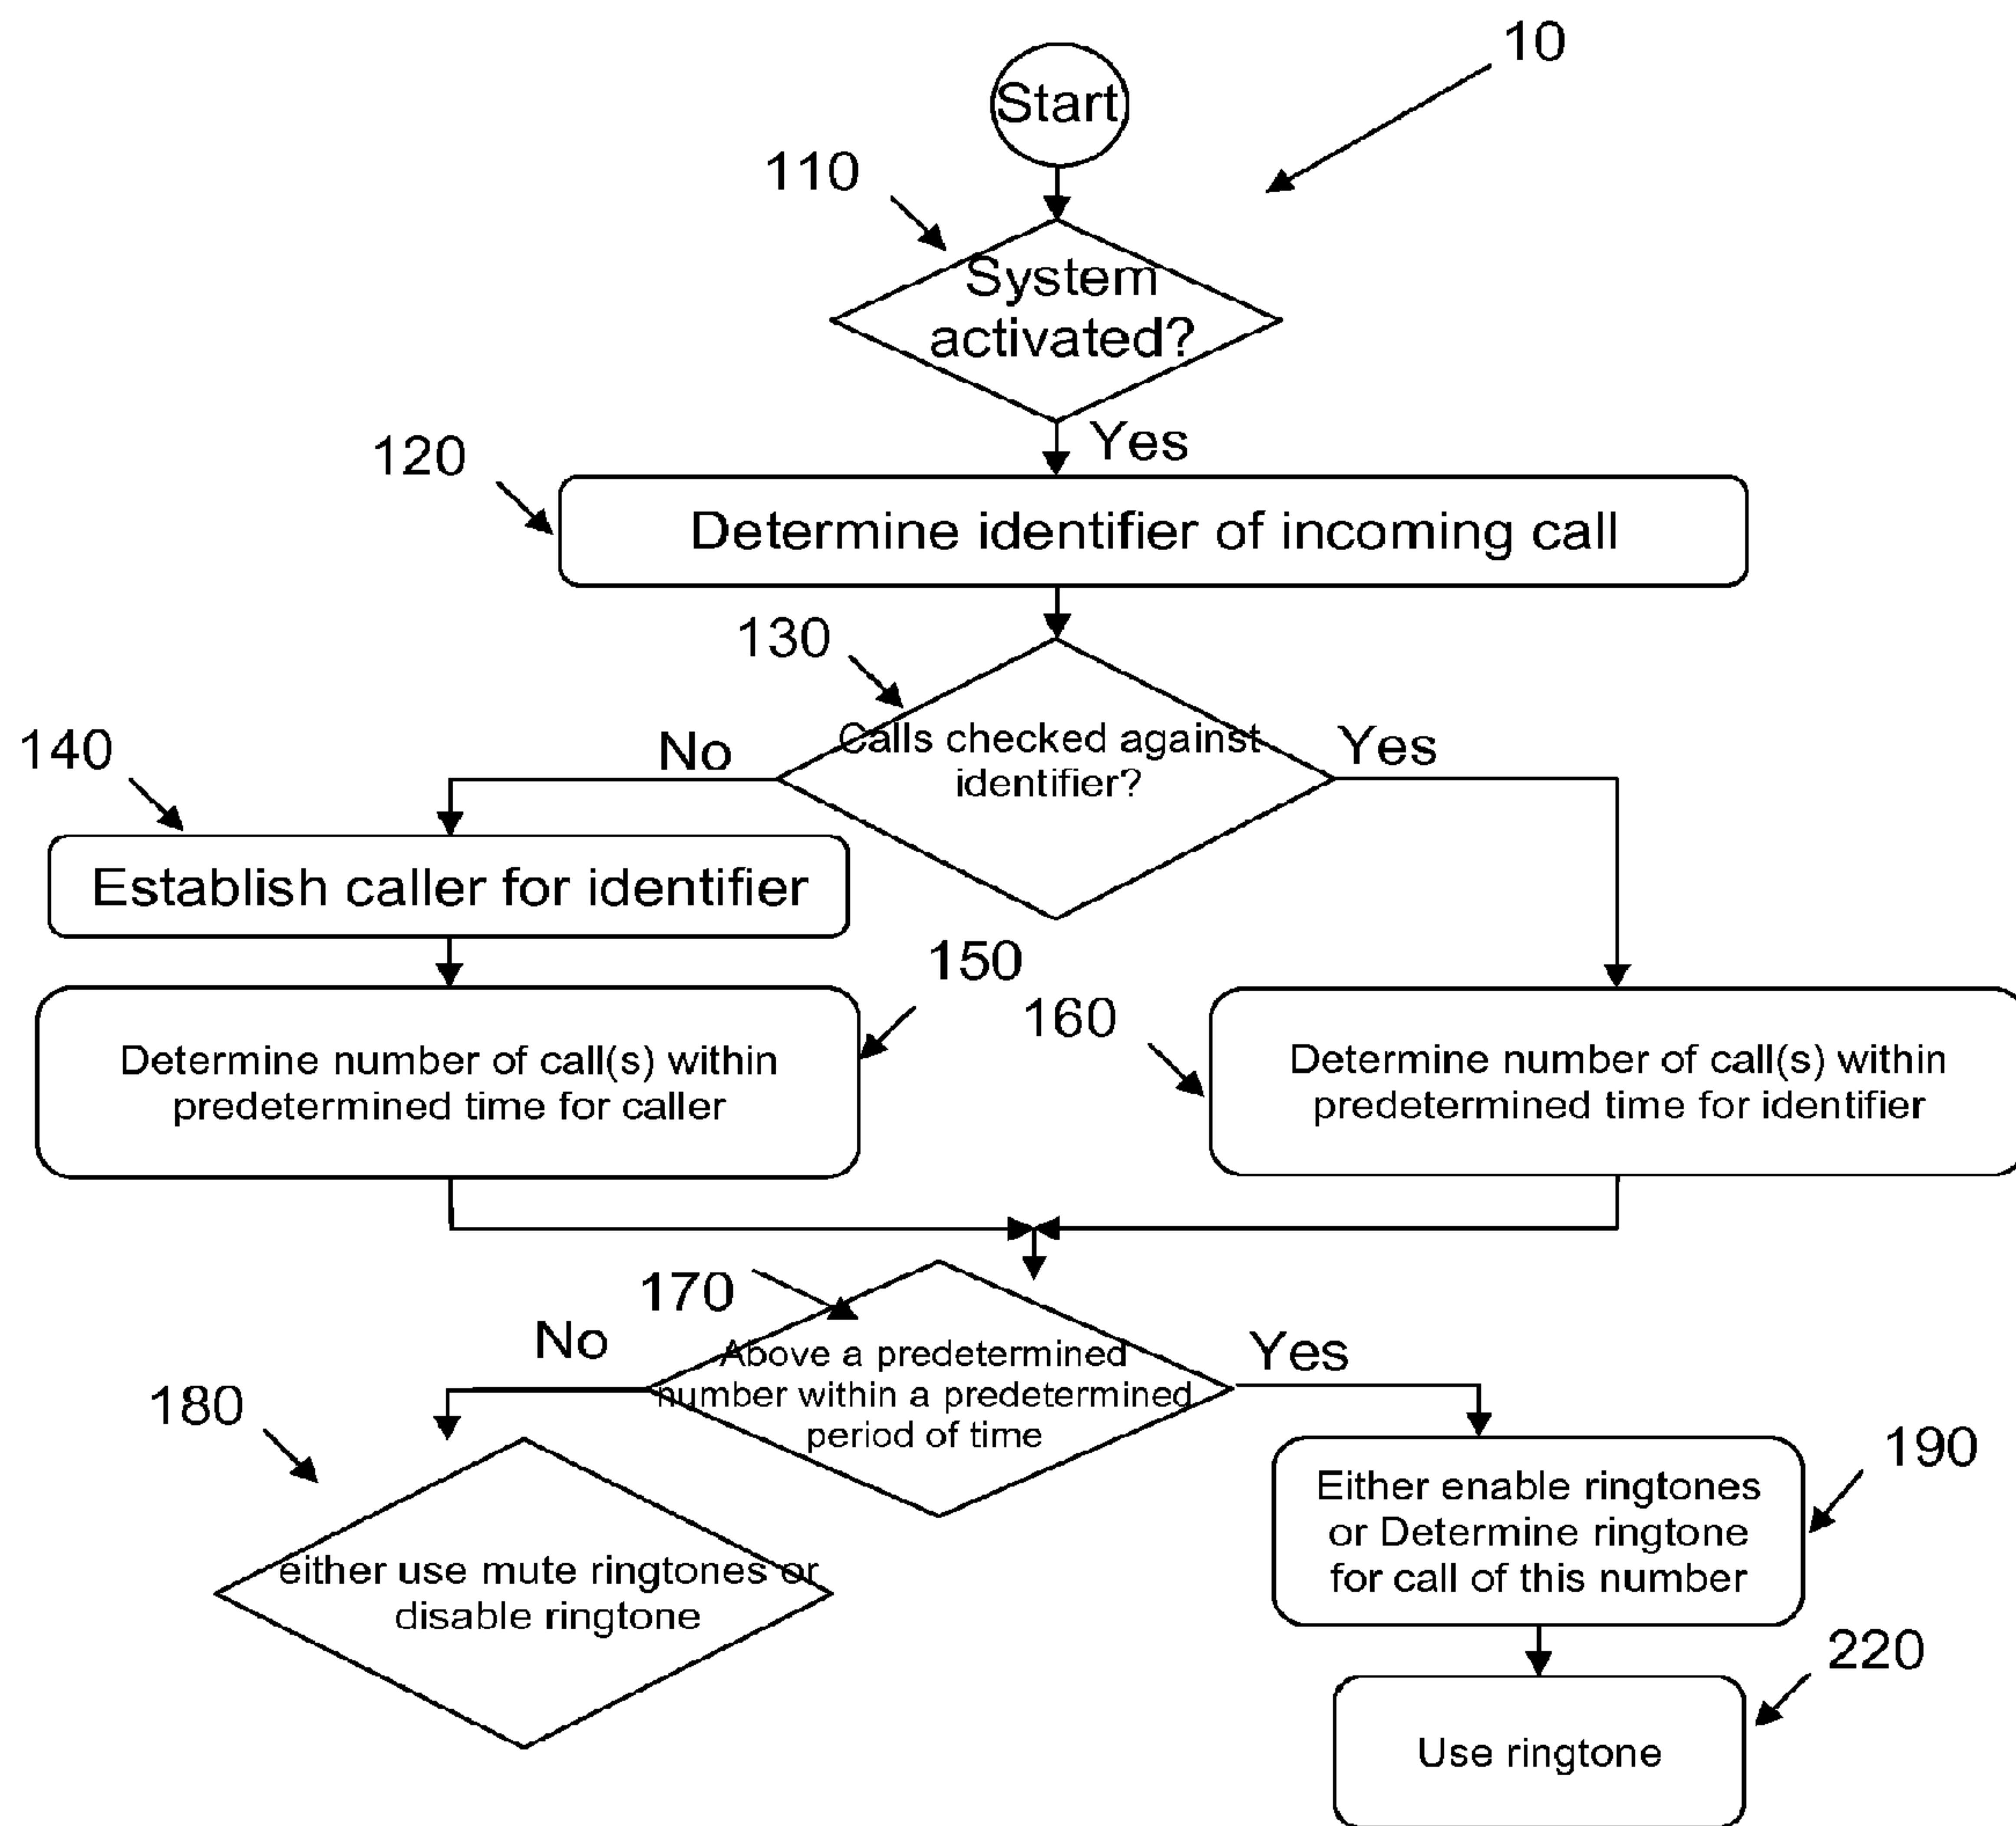 10
Start
110
System
activated?
Yes
120
Determine identifier of incoming call
130
Calls checked against
identifier?
No
Yes
140
Establish caller for identifier
150
160
Determine number of call(s) within
predetermined time for caller
Determine number of call(s) within
predetermined time for identifier
170
No
Yes
Above a predetermined
number within a predetermined
period of time
180
either use mute ringtones or
disable ringtone
190
Either enable ringtones
or Determine ringtone
for call of this number
220
Use ringtone